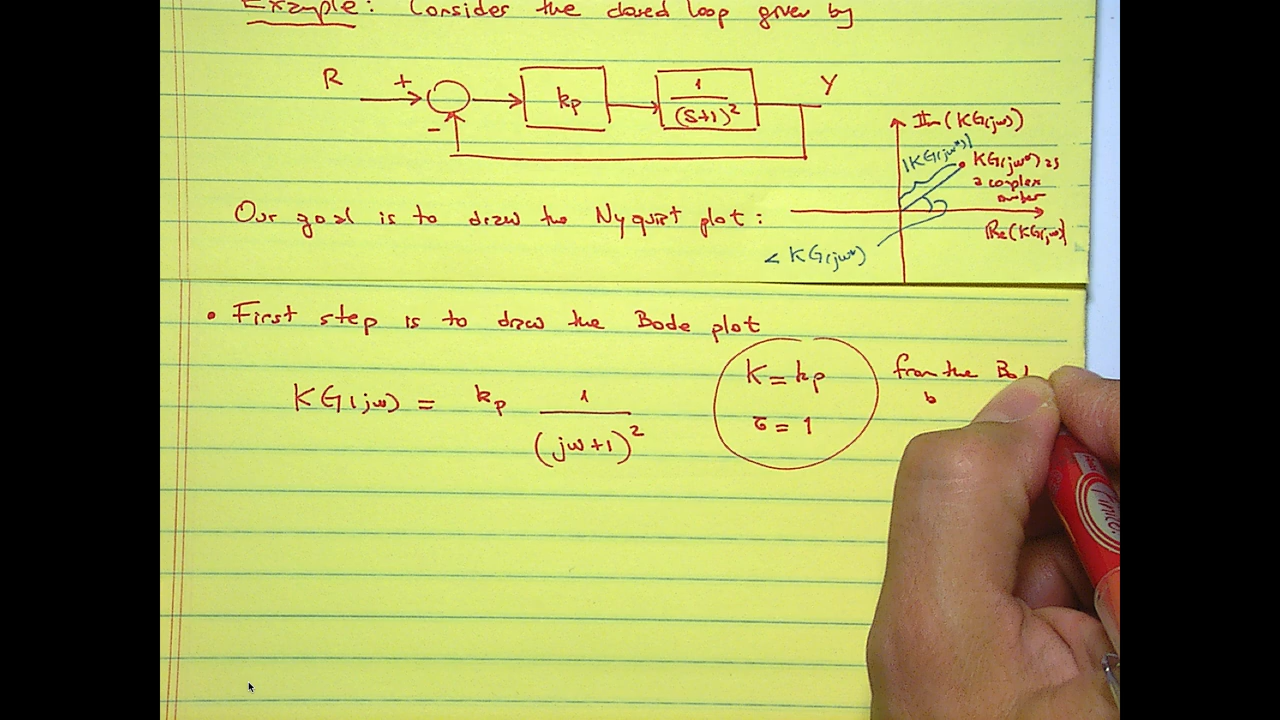 Example: Consider the closed loop given by
R + - kp 1/(s+1)² Y
Im(KG(jω))
|KG(jω*)|
KG(jω*) is
a complex
number
Re(KG(jω))
∠KG(jω*)
Our goal is to draw the Nyquist plot:
• First step is to draw the Bode plot
KG(jω) = kp 1/(jω+1)²
K = kp
τ = 1
from the Bod
b